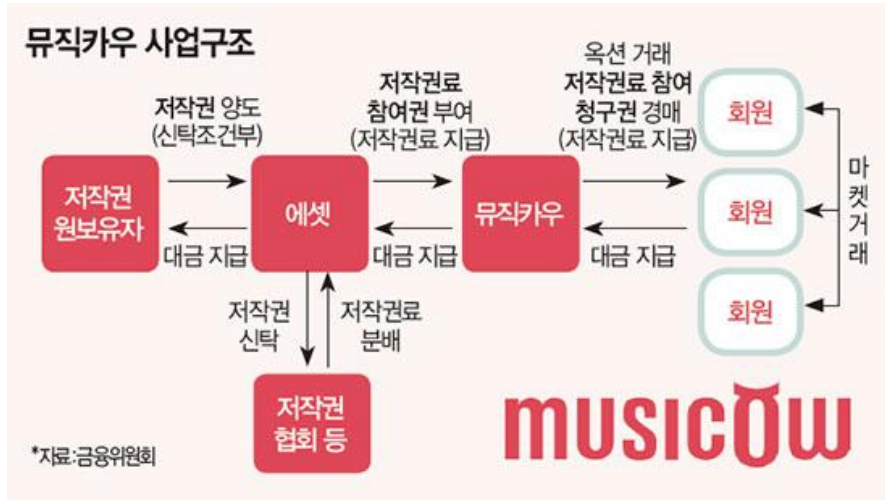 뮤직카우 사업구조
저작권 양도
(신탁조건부)
저작권료
참여권 부여
(저작권료 지급)
옥션 거래
저작권료 참여
청구권 경매
(저작권료 지급)
저작권
원보유자
에셋
뮤직카우
회원
회원
회원
마켓거래
대금 지급
대금 지급
대금 지급
저작권
신탁
저작권료
분배
저작권
협회 등
*자료:금융위원회
MUSICOW